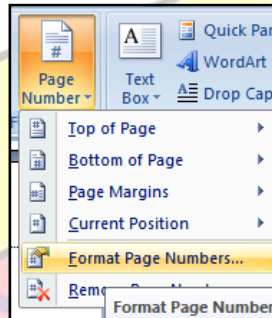 Quick Par
WordArt
Drop Cap
Page
Number
Text
Box
A
#
Top of Page
Bottom of Page
Page Margins
Current Position
Format Page Numbers...
Remo
Format Page Number